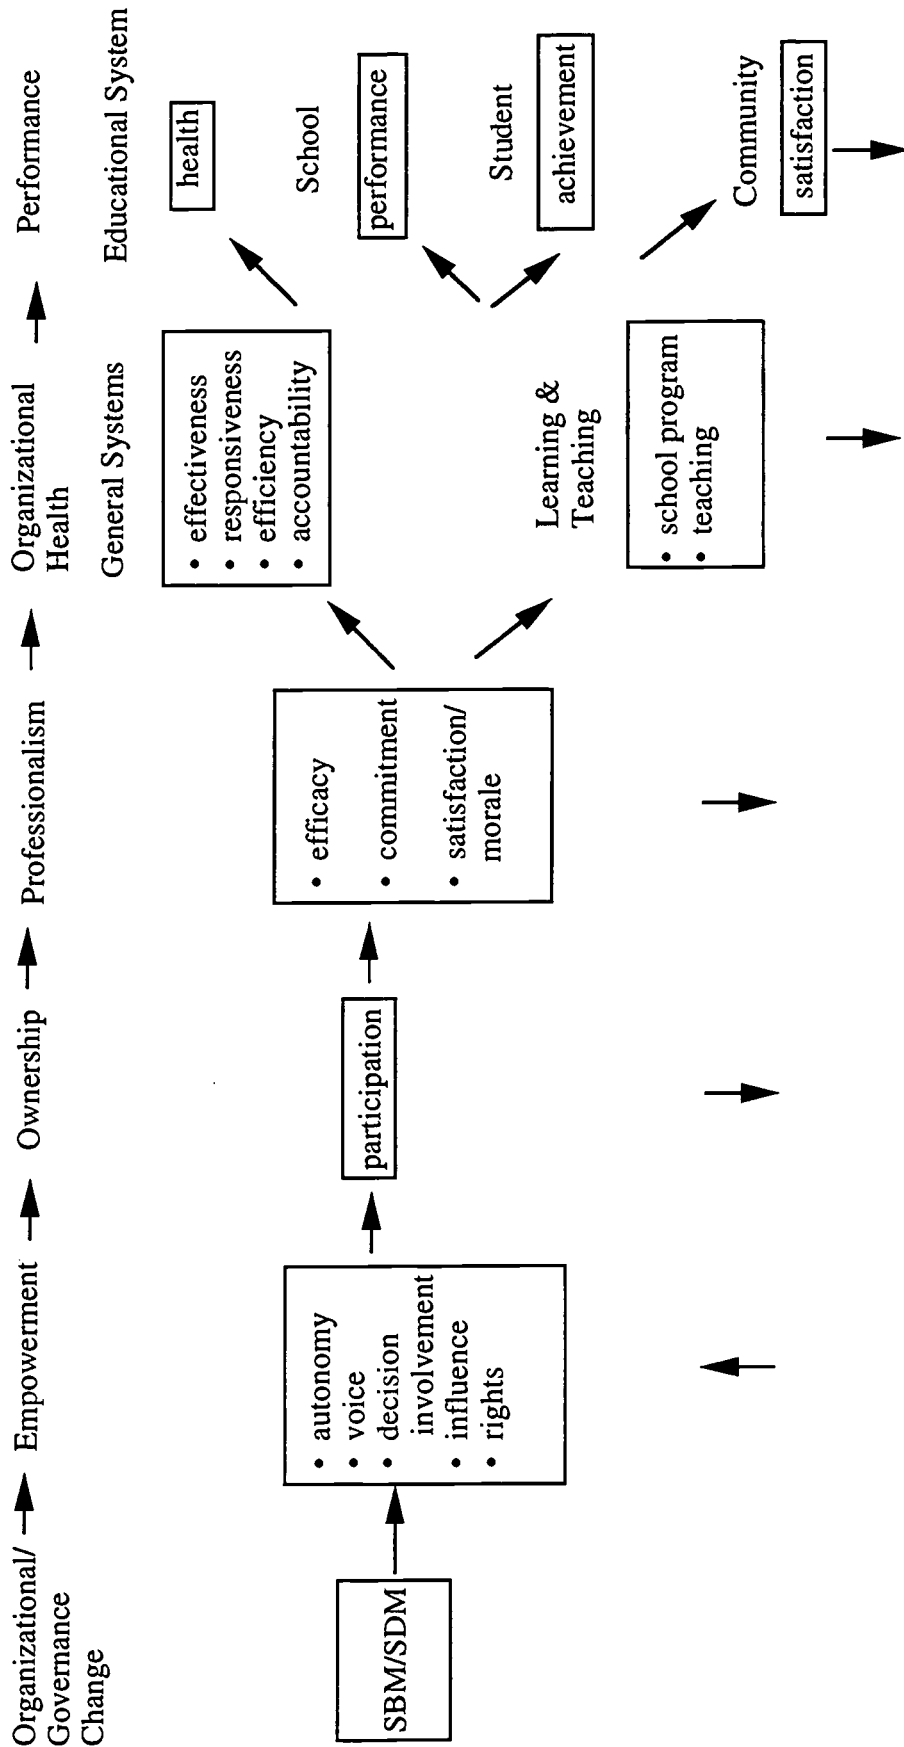 Organizational/
Governance
Change
Empowerment
Ownership
Professionalism
Organizational
Health
Performance
General Systems
Educational System
SBM/SDM
• autonomy
• voice
• decision
involvement
• influence
• rights
participation
• efficacy
• commitment
• satisfaction/
morale
• effectiveness
• responsiveness
• efficiency
• accountability
Learning &
Teaching
• school program
• teaching
health
School
performance
Student
achievement
Community
satisfaction